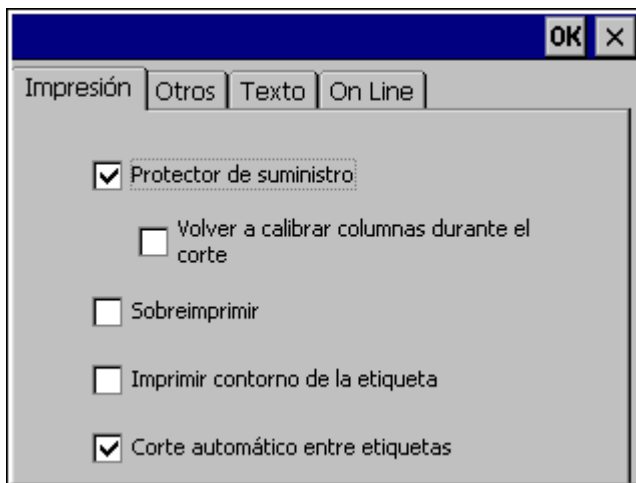 OK ×
Impresión Otros Texto On Line
Protector de suministro
Volver a calibrar columnas durante el
corte
Sobreimprimir
Imprimir contorno de la etiqueta
Corte automático entre etiquetas